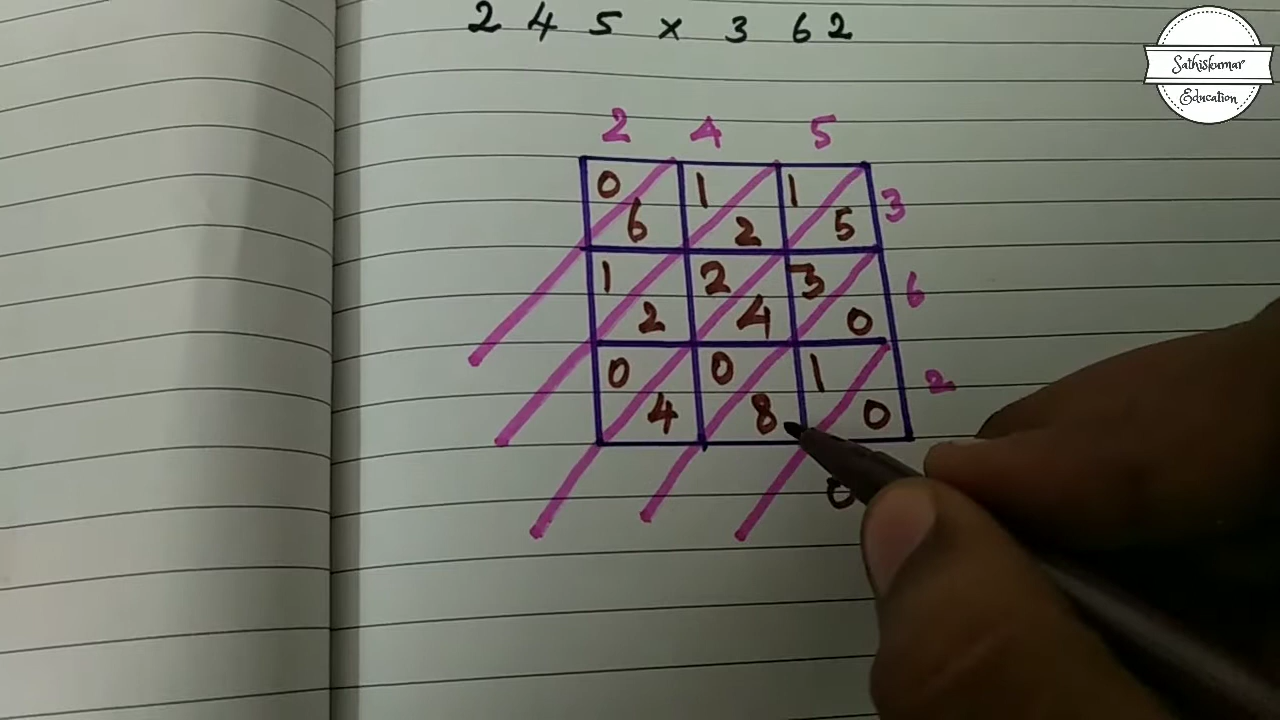 2 4 5 x 3 6 2
Sathiskumar
Education
2 4 5
0 1 1 3
6 2 5
1 2 3 6
2 4 0
0 0 1 2
4 8 0
0